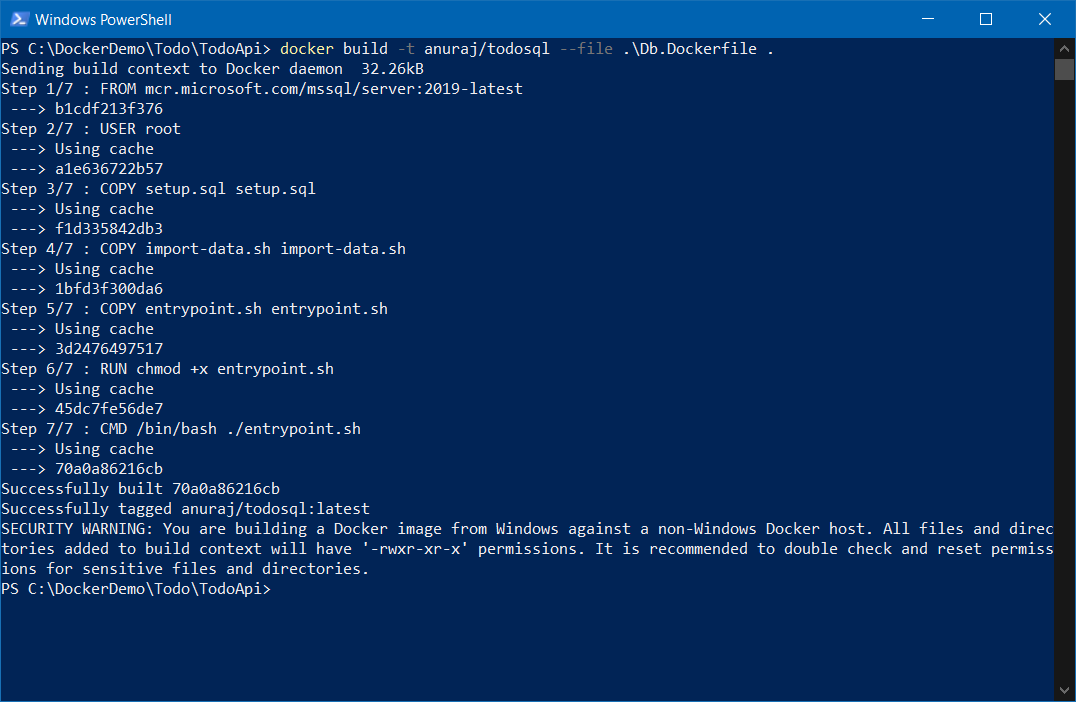 Windows PowerShell
PS C:\DockerDemo\Todo\TodoApi> docker build -t anuraj/todosql --file .\Db.Dockerfile .
Sending build context to Docker daemon  32.26kB
Step 1/7 : FROM mcr.microsoft.com/mssql/server:2019-latest
 ---> b1cdf213f376
Step 2/7 : USER root
 ---> Using cache
 ---> a1e636722b57
Step 3/7 : COPY setup.sql setup.sql
 ---> Using cache
 ---> f1d335842db3
Step 4/7 : COPY import-data.sh import-data.sh
 ---> Using cache
 ---> 1bfd3f300da6
Step 5/7 : COPY entrypoint.sh entrypoint.sh
 ---> Using cache
 ---> 3d2476497517
Step 6/7 : RUN chmod +x entrypoint.sh
 ---> Using cache
 ---> 45dc7fe56de7
Step 7/7 : CMD /bin/bash ./entrypoint.sh
 ---> Using cache
 ---> 70a0a86216cb
Successfully built 70a0a86216cb
Successfully tagged anuraj/todosql:latest
SECURITY WARNING: You are building a Docker image from Windows against a non-Windows Docker host. All files and direc
tories added to build context will have '-rwxr-xr-x' permissions. It is recommended to double check and reset permiss
ions for sensitive files and directories.
PS C:\DockerDemo\Todo\TodoApi>